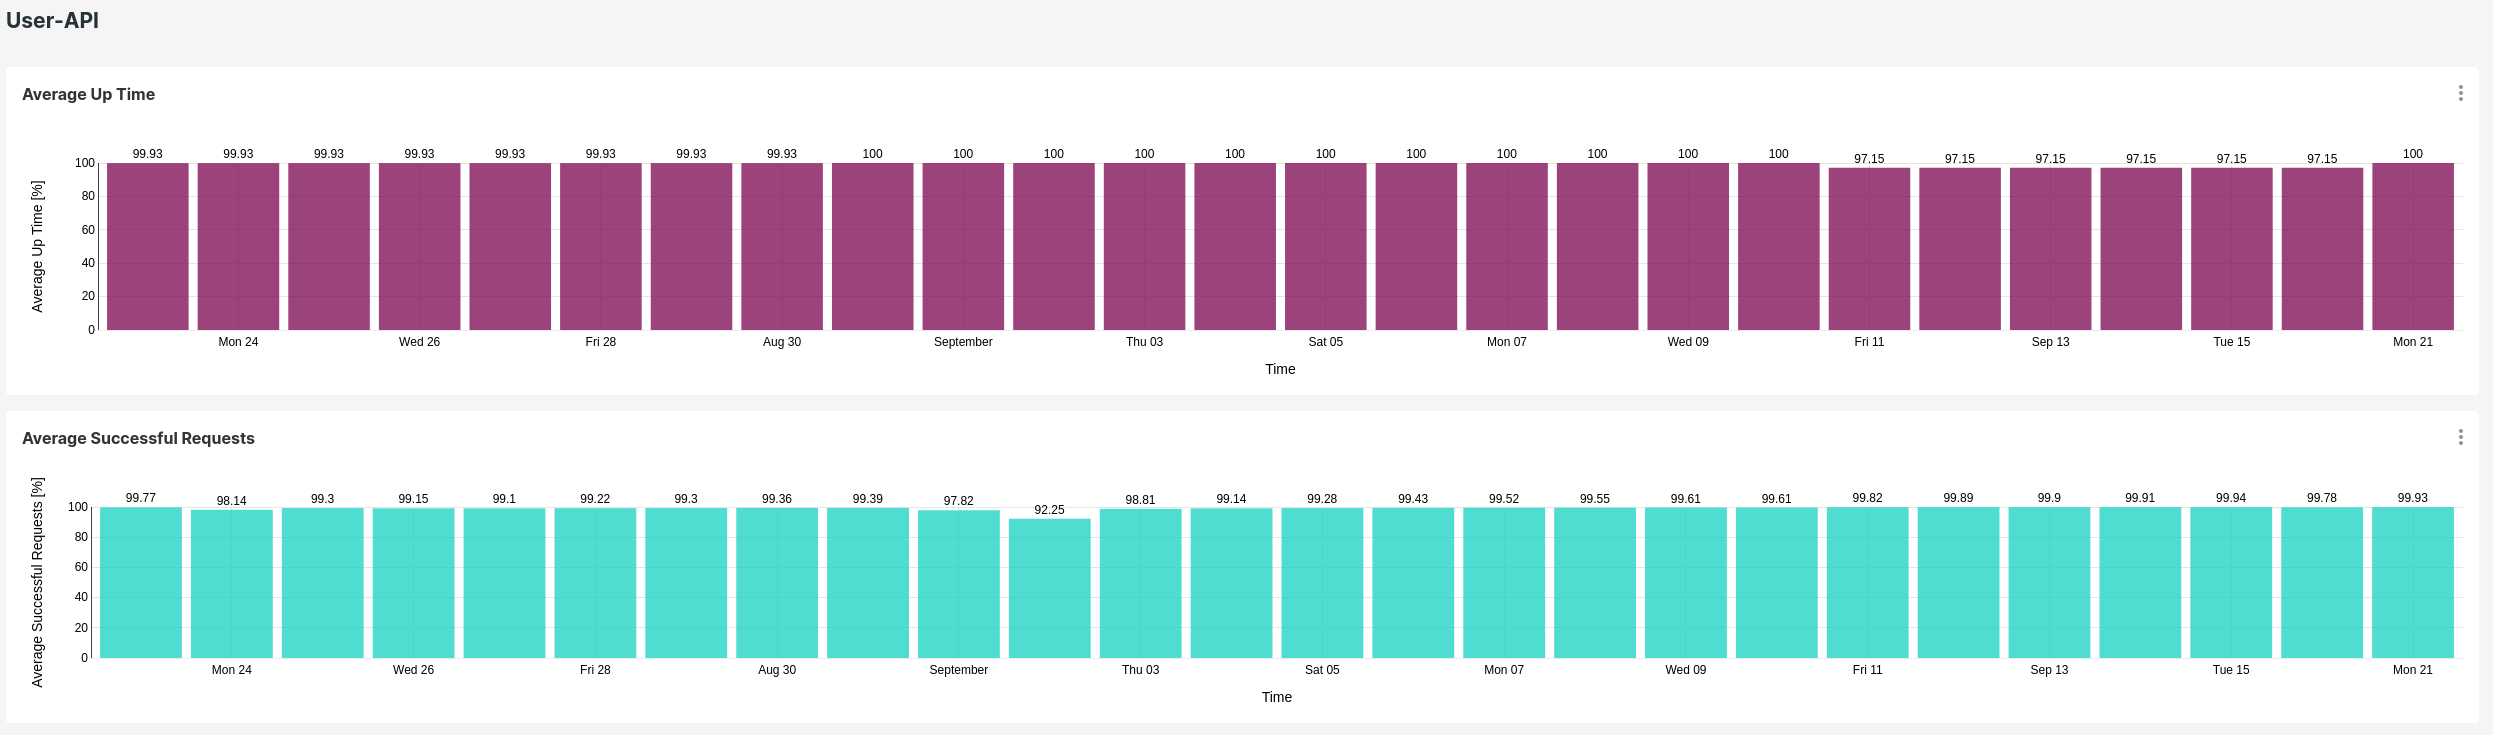 User-API
Average Up Time
99.93 99.93 99.93 99.93 99.93 99.93 99.93 99.93 100 100 100 100 100 100 100 100 100 100 100 97.15 97.15 97.15 97.15 97.15 97.15 100
100
80
60
40
20
0
Average Up Time [%]
Mon 24 Wed 26 Fri 28 Aug 30 September Thu 03 Sat 05 Mon 07 Wed 09 Fri 11 Sep 13 Tue 15 Mon 21
Time
Average Successful Requests
99.77 98.14 99.3 99.15 99.1 99.22 99.3 99.36 99.39 97.82 92.25 98.81 99.14 99.28 99.43 99.52 99.55 99.61 99.61 99.82 99.89 99.9 99.91 99.94 99.78 99.93
100
80
60
40
20
0
Average Successful Requests [%]
Mon 24 Wed 26 Fri 28 Aug 30 September Thu 03 Sat 05 Mon 07 Wed 09 Fri 11 Sep 13 Tue 15 Mon 21
Time